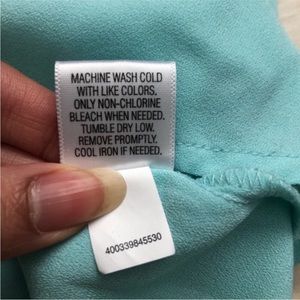 MACHINE WASH COLD
WITH LIKE COLORS.
ONLY NON-CHLORINE
BLEACH WHEN NEEDED.
TUMBLE DRY LOW.
REMOVE PROMPTLY.
COOL IRON IF NEEDED.
400339845530